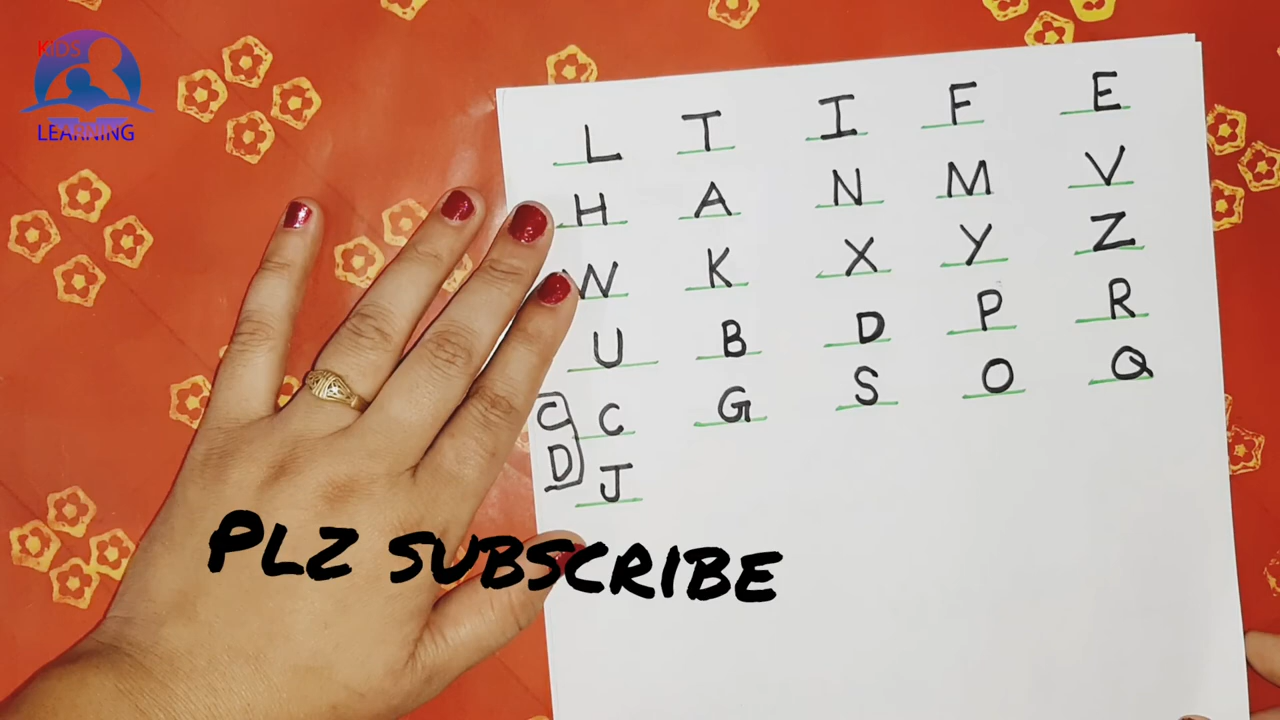 KIDS
LEARNING
L T I F E
H A N M V
W K X Y Z
U B D P R
C C G S O Q
D J
PLZ SUBSCRIBE